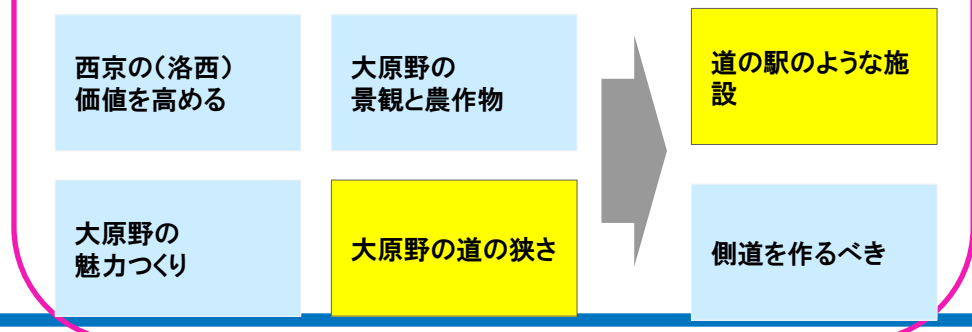 西京の（洛西）
価値を高める
大原野の
景観と農作物
道の駅のような施
設
大原野の
魅力つくり
大原野の道の狭さ
側道を作るべき